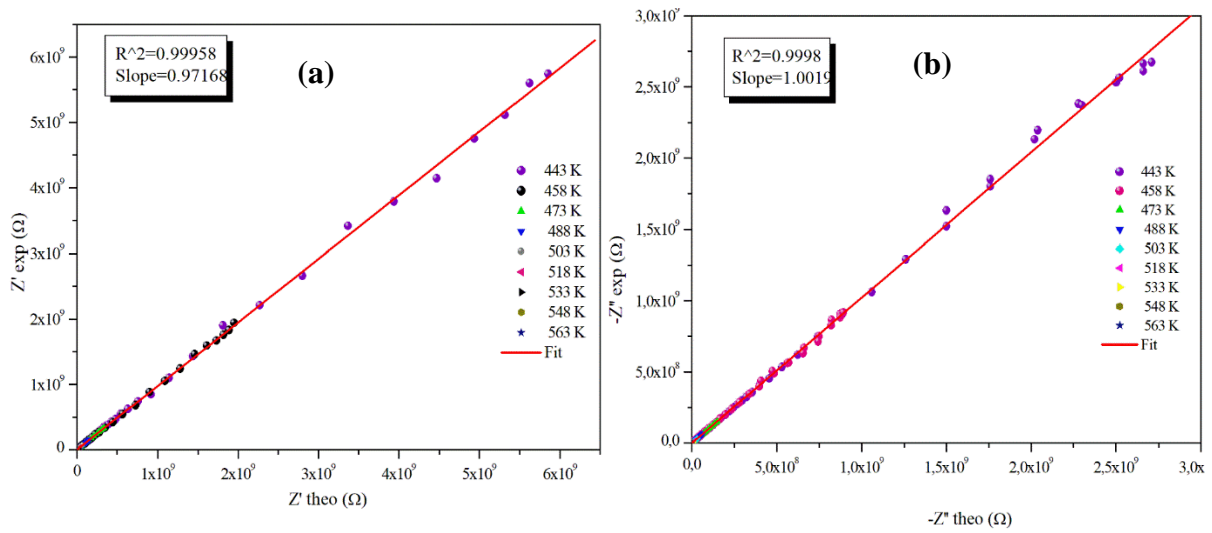 R^2=0.99958
Slope=0.97168
(a)
6x10⁹
5x10⁹
4x10⁹
3x10⁹
2x10⁹
1x10⁹
0
Z' exp (Ω)
443 K
458 K
473 K
488 K
503 K
518 K
533 K
548 K
563 K
Fit
0
1x10⁹
2x10⁹
3x10⁹
4x10⁹
5x10⁹
6x10⁹
Z' theo (Ω)
R^2=0.9998
Slope=1.0019
(b)
3,0x10⁹
2,5x10⁹
2,0x10⁹
1,5x10⁹
1,0x10⁹
5,0x10⁸
0,0
-Z'' exp (Ω)
443 K
458 K
473 K
488 K
503 K
518 K
533 K
548 K
563 K
Fit
0,0
5,0x10⁸
1,0x10⁹
1,5x10⁹
2,0x10⁹
2,5x10⁹
3,0x
-Z'' theo (Ω)